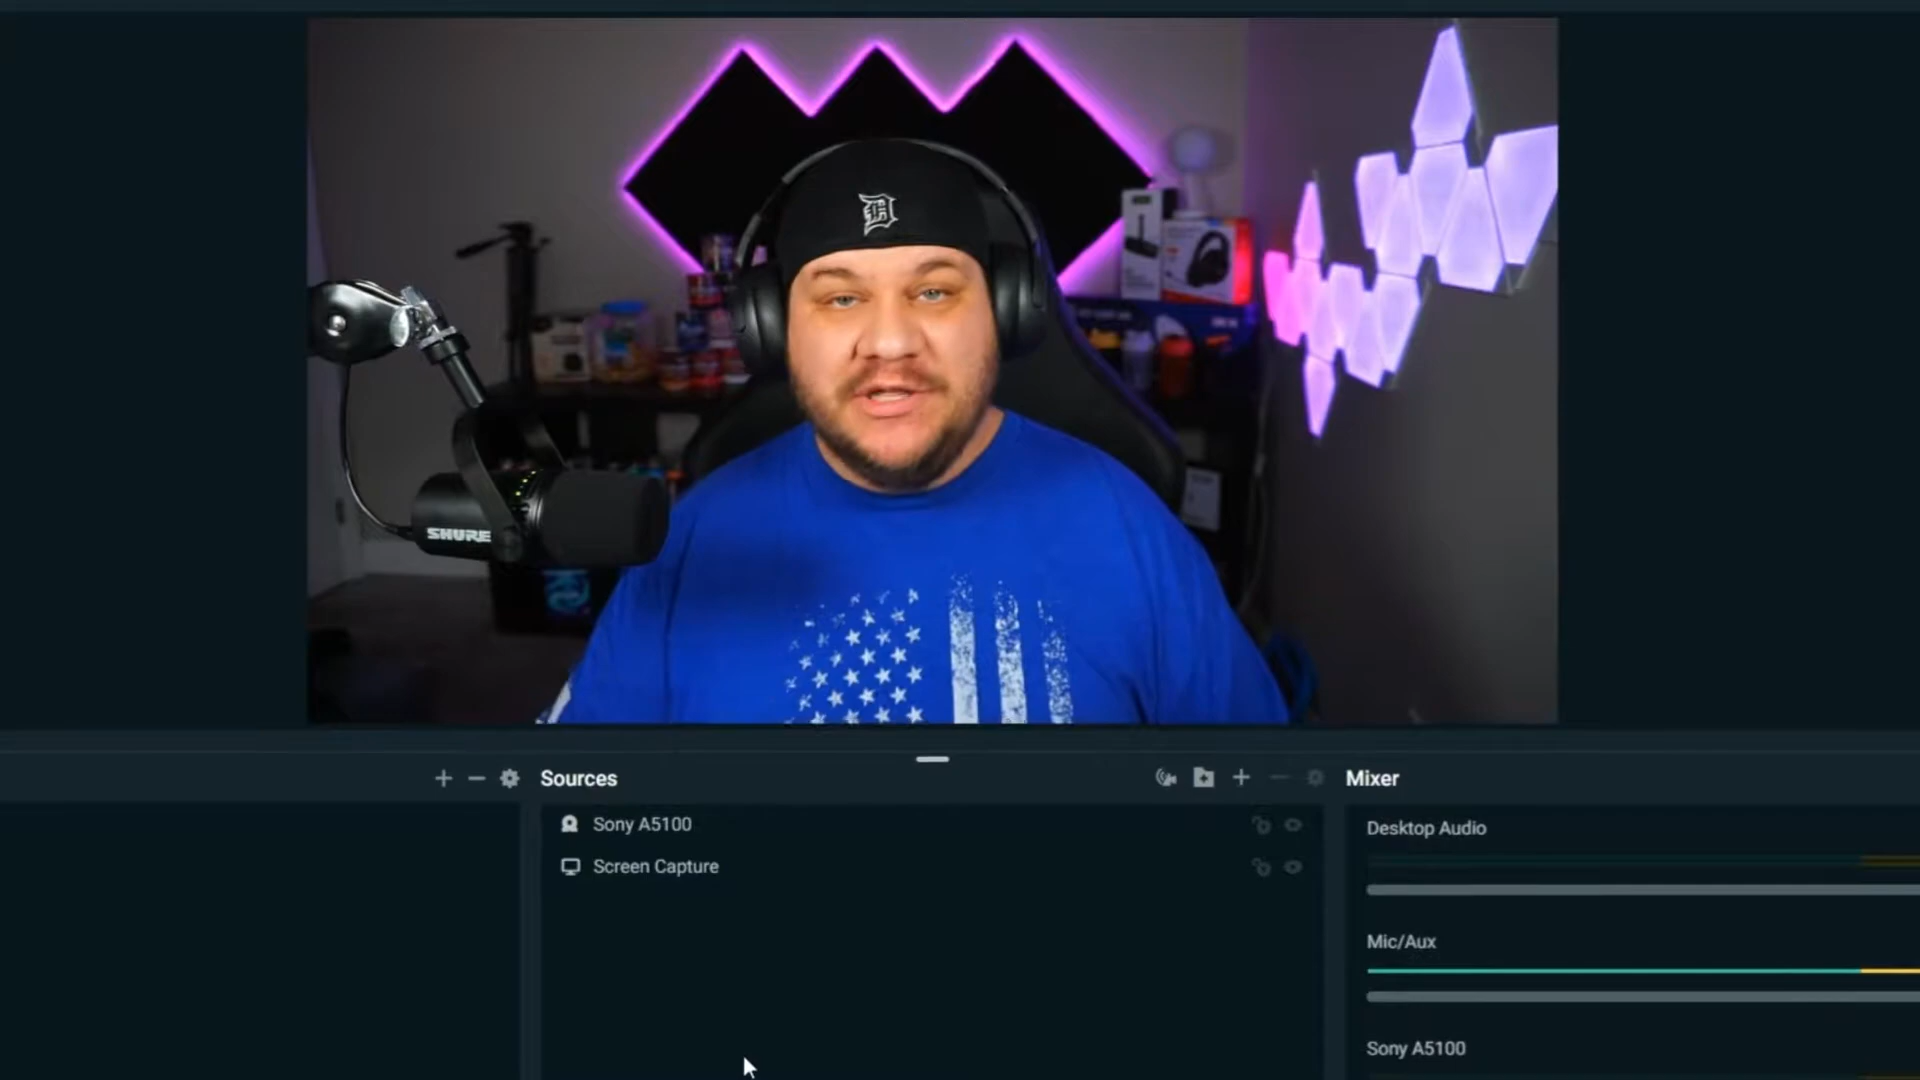 D
SHURE
Sources
Mixer
Sony A5100
Screen Capture
Desktop Audio
Mic/Aux
Sony A5100